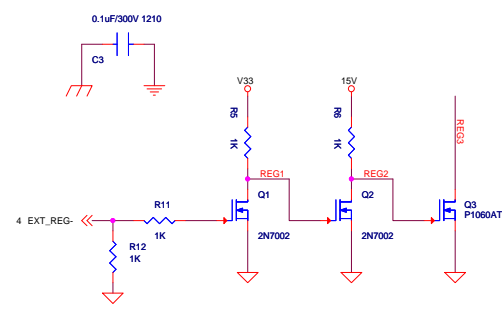 0.1uF/300V 1210
C3
V33
15V
R5
1K
R6
1K
REG3
REG1
REG2
Q1
Q2
Q3
P1060AT
R11
4 EXT_REG-
1K
2N7002
2N7002
R12
1K